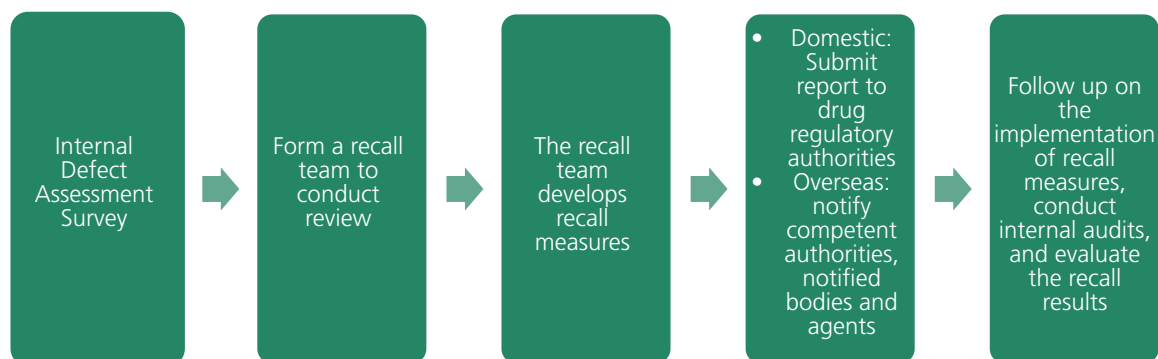 Internal
Defect
Assessment
Survey
Form a recall
team to
conduct
review
The recall
team
develops
recall
measures
• Domestic:
Submit
report to
drug
regulatory
authorities
• Overseas:
notify
competent
authorities,
notified
bodies and
agents
Follow up on
the
implementation
of recall
measures,
conduct
internal audits,
and evaluate
the recall
results